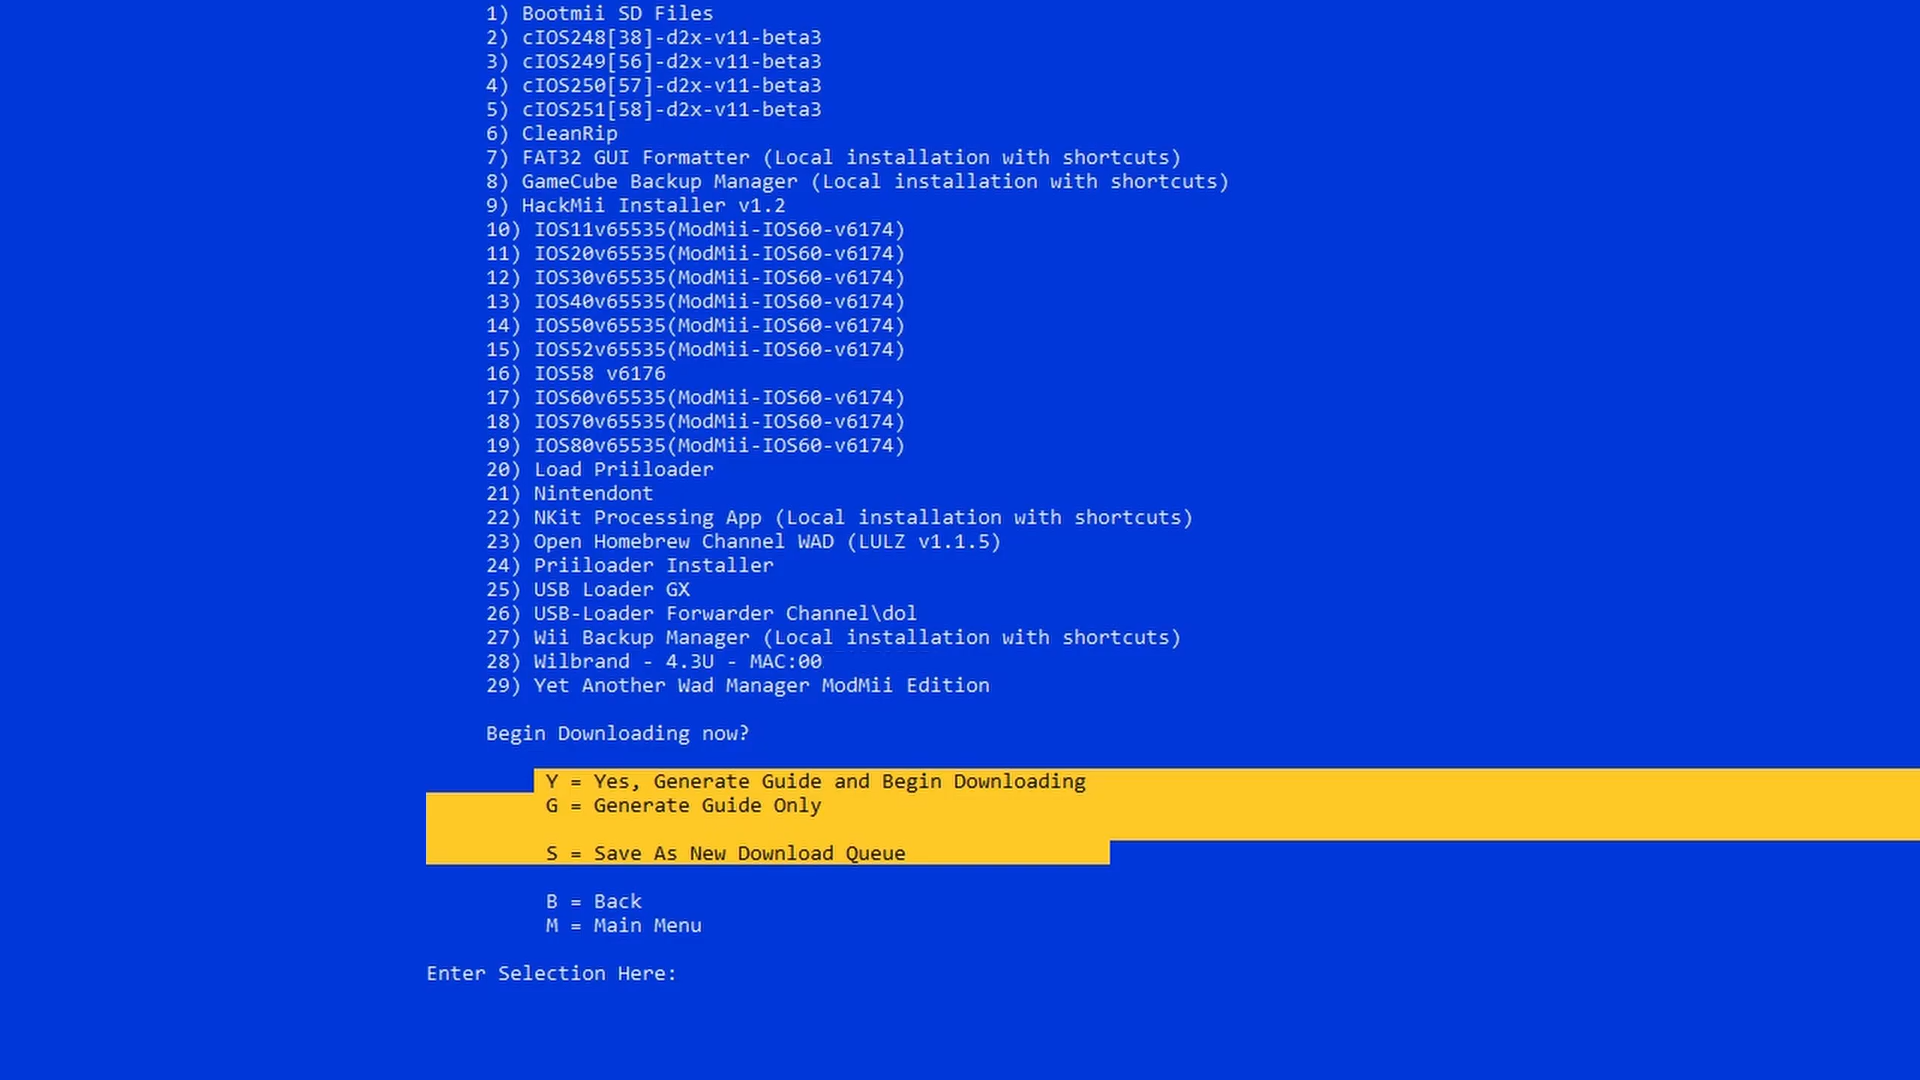 1) Bootmii SD Files
2) cIOS248[38]-d2x-v11-beta3
3) cIOS249[56]-d2x-v11-beta3
4) cIOS250[57]-d2x-v11-beta3
5) cIOS251[58]-d2x-v11-beta3
6) CleanRip
7) FAT32 GUI Formatter (Local installation with shortcuts)
8) GameCube Backup Manager (Local installation with shortcuts)
9) HackMii Installer v1.2
10) IOS11v65535(ModMii-IOS60-v6174)
11) IOS20v65535(ModMii-IOS60-v6174)
12) IOS30v65535(ModMii-IOS60-v6174)
13) IOS40v65535(ModMii-IOS60-v6174)
14) IOS50v65535(ModMii-IOS60-v6174)
15) IOS52v65535(ModMii-IOS60-v6174)
16) IOS58 v6176
17) IOS60v65535(ModMii-IOS60-v6174)
18) IOS70v65535(ModMii-IOS60-v6174)
19) IOS80v65535(ModMii-IOS60-v6174)
20) Load Priiloader
21) Nintendont
22) NKit Processing App (Local installation with shortcuts)
23) Open Homebrew Channel WAD (LULZ v1.1.5)
24) Priiloader Installer
25) USB Loader GX
26) USB-Loader Forwarder Channel\dol
27) Wii Backup Manager (Local installation with shortcuts)
28) Wilbrand - 4.3U - MAC:00
29) Yet Another Wad Manager ModMii Edition
Begin Downloading now?
Y = Yes, Generate Guide and Begin Downloading
G = Generate Guide Only
S = Save As New Download Queue
B = Back
M = Main Menu
Enter Selection Here: